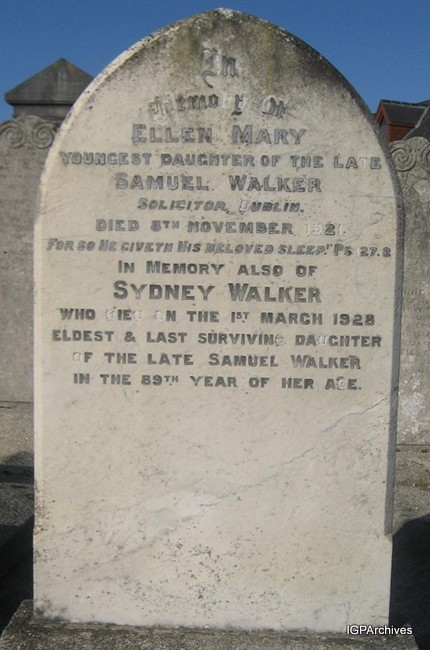 In
Memory Of
ELLEN MARY
YOUNGEST DAUGHTER OF THE LATE
SAMUEL WALKER
SOLICITOR, DUBLIN.
DIED 8TH NOVEMBER 1921.
"FOR SO HE GIVETH HIS BELOVED SLEEP." PS 27.2
IN MEMORY ALSO OF
SYDNEY WALKER
WHO DIED ON THE 1ST MARCH 1928
ELDEST & LAST SURVIVING DAUGHTER
OF THE LATE SAMUEL WALKER
IN THE 89TH YEAR OF HER AGE.
IGPArchives